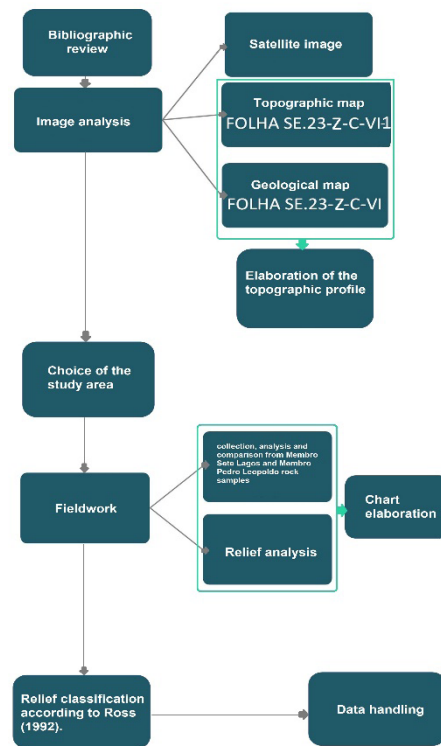 Bibliographic
review
Satellite image
Image analysis
Topographic map
FOLHA SE.23-Z-C-VI1
Geological map
FOLHA SE.23-Z-C-VI
Elaboration of the
topographic profile
Choice of the
study area
collection, analysis and
comparison from Membro
Sete Lagos and Membro
Pedro Leopoldo rock
samples
Fieldwork
Relief analysis
Chart
elaboration
Relief classification
according to Ross
(1992).
Data handling